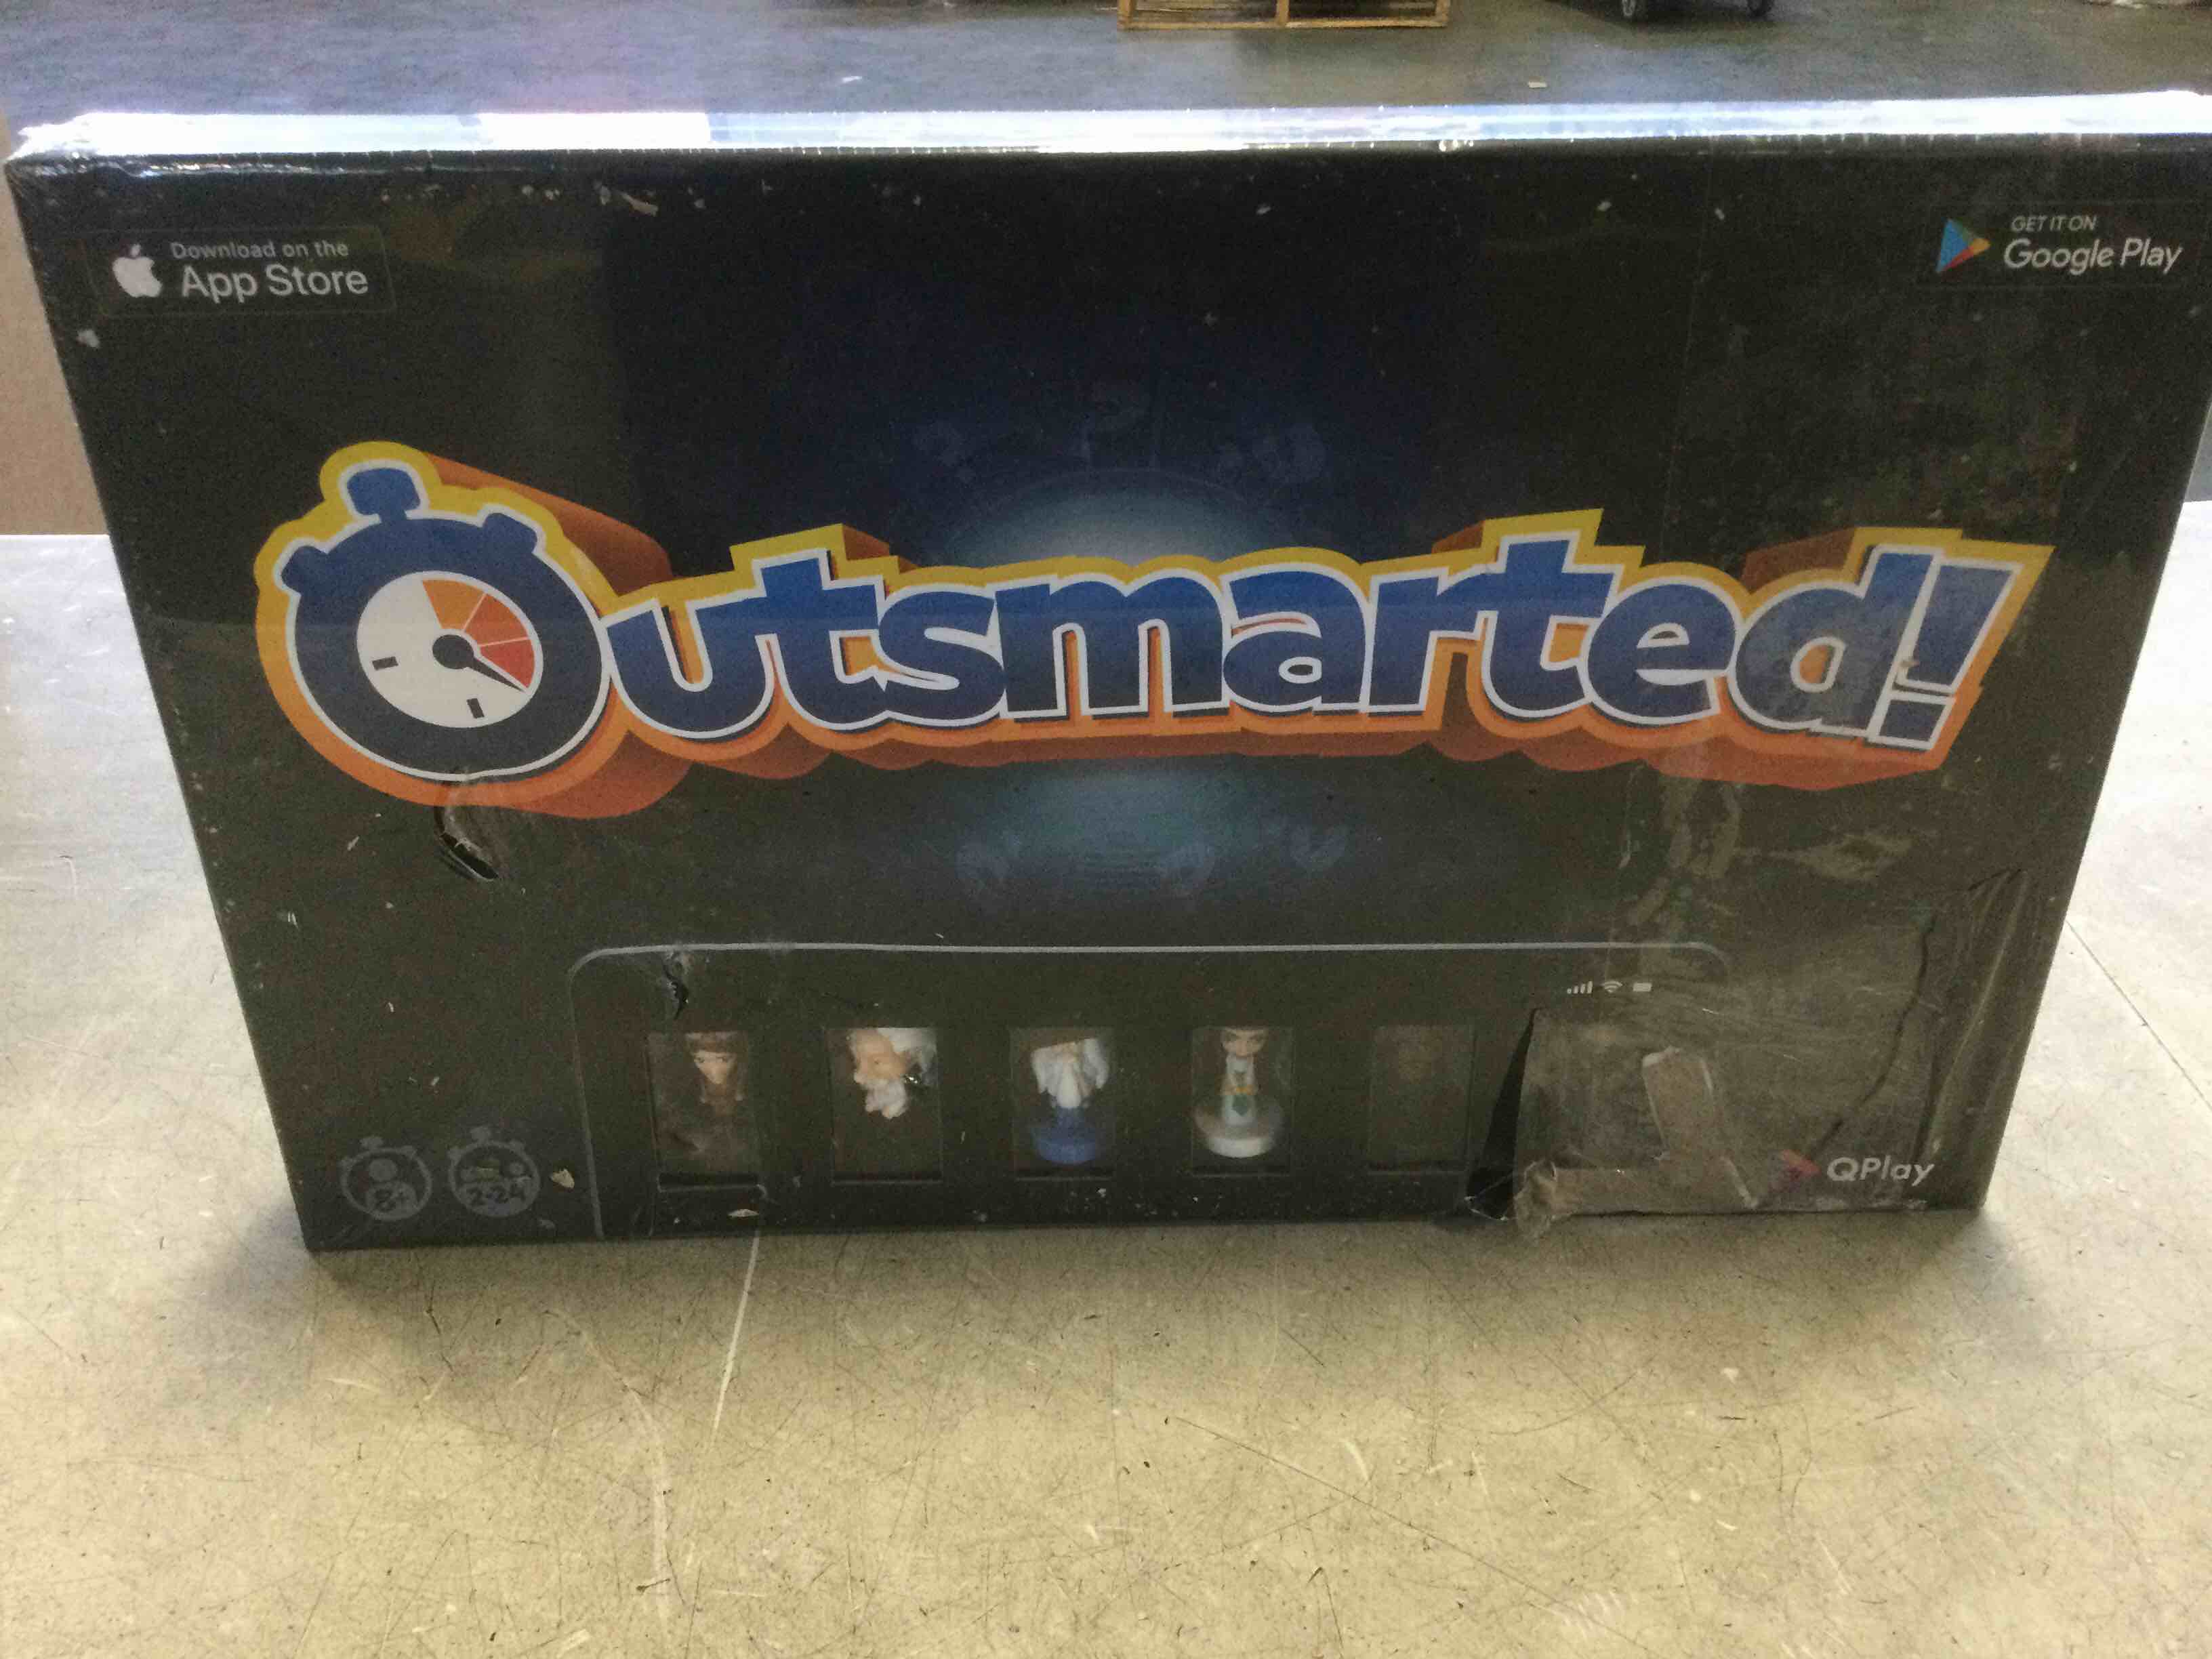 Download on the
App Store
GET IT ON
Google Play
Outsmarted!
8+
2-24
QPlay